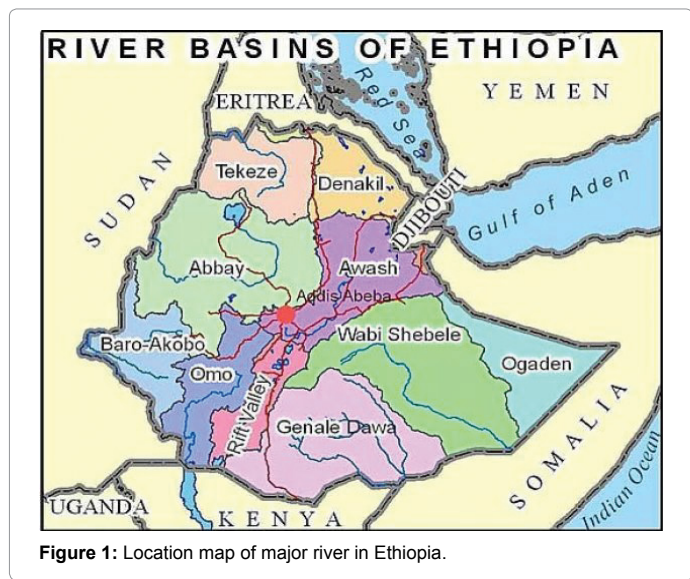 RIVER BASINS OF ETHIOPIA
Red Sea
YEMEN
ERITREA
SUDAN
Tekeze
Denakil
DJIBOUTI
Gulf of Aden
Abbay
Awash
Addis Abeba
Baro-Akobo
Wabi Shebele
Omo
Ogaden
Rift Valley
Genale Dawa
SOMALIA
Indian Ocean
UGANDA
KENYA
Figure 1: Location map of major river in Ethiopia.